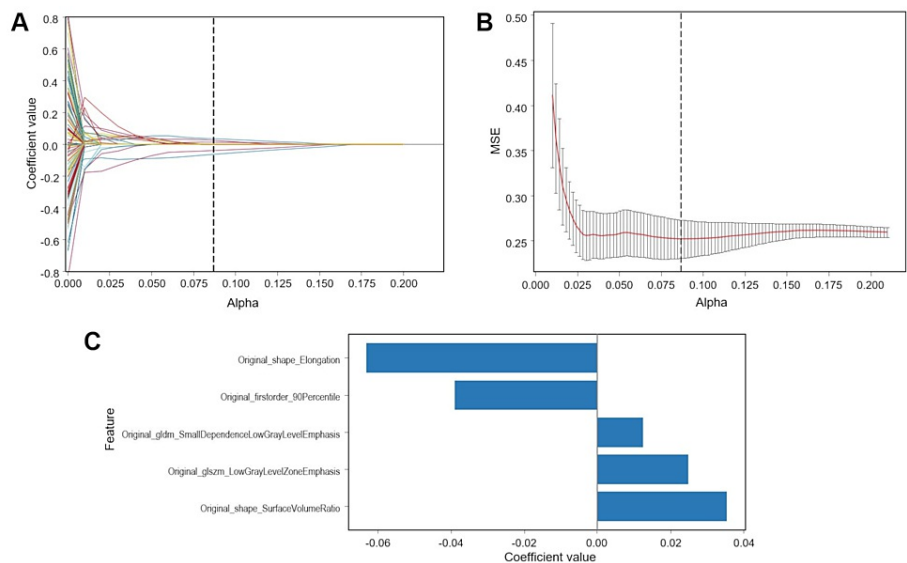 A
0.8
0.6
0.4
0.2
0.0
-0.2
-0.4
-0.6
-0.8
Coefficient value
0.000 0.025 0.050 0.075 0.100 0.125 0.150 0.175 0.200
Alpha
B
0.50
0.45
0.40
0.35
0.30
0.25
MSE
0.000 0.025 0.050 0.075 0.100 0.125 0.150 0.175 0.200
Alpha
C
Feature
Original_shape_Elongation
Original_firstorder_90Percentile
Original_gldm_SmallDependenceLowGrayLevelEmphasis
Original_glszm_LowGrayLevelZoneEmphasis
Original_shape_SurfaceVolumeRatio
-0.06 -0.04 -0.02 0.00 0.02 0.04
Coefficient value